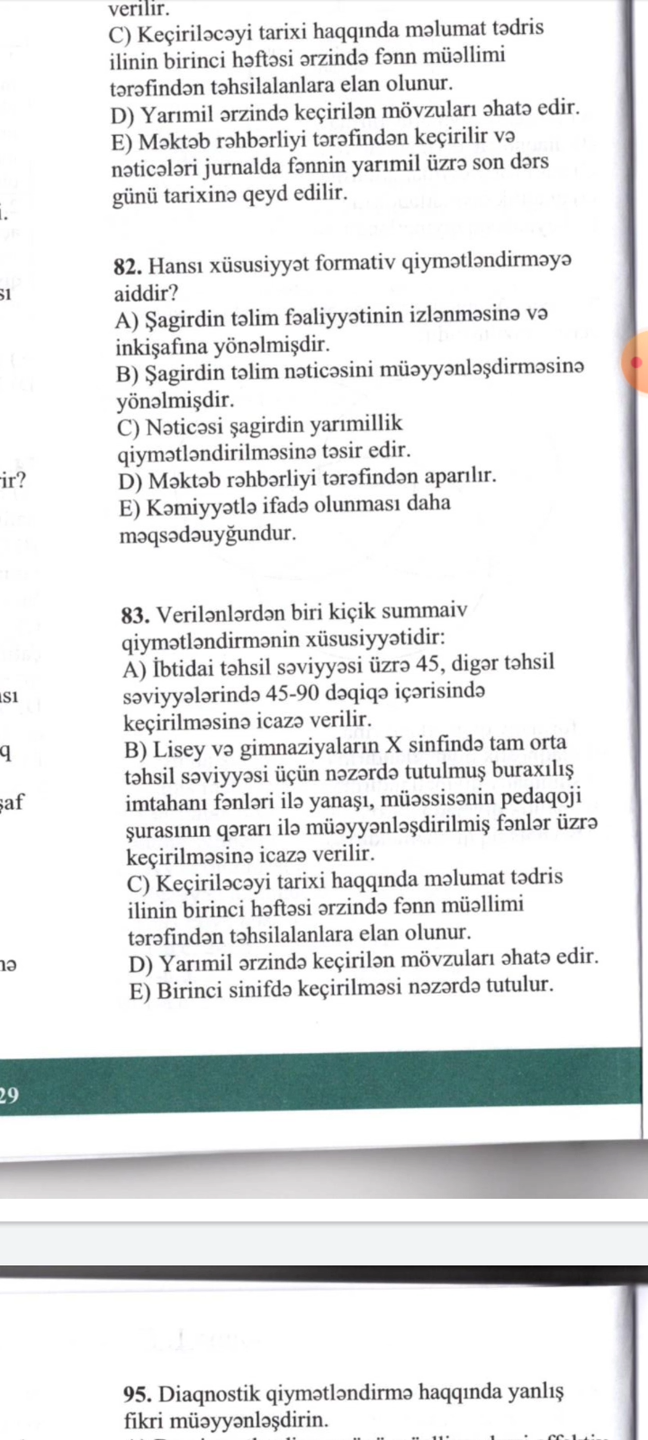 verilir.
C) Keçiriləcəyi tarixi haqqında məlumat tədris
ilinin birinci həftəsi ərzində fənn müəllimi
tərəfindən təhsilalanlara elan olunur.
D) Yarımil ərzində keçirilən mövzuları əhatə edir.
E) Məktəb rəhbərliyi tərəfindən keçirilir və
nəticələri jurnalda fənnin yarımil üzrə son dərs
günü tarixinə qeyd edilir.
82. Hansı xüsusiyyət formativ qiymətləndirməyə
aiddir?
A) Şagirdin təlim fəaliyyətinin izlənməsinə və
inkişafına yönəlmişdir.
B) Şagirdin təlim nəticəsini müəyyənləşdirməsinə
yönəlmişdir.
C) Nəticəsi şagirdin yarımillik
qiymətləndirilməsinə təsir edir.
D) Məktəb rəhbərliyi tərəfindən aparılır.
E) Kəmiyyətlə ifadə olunması daha
məqsədəuyğundur.
83. Verilənlərdən biri kiçik summaiv
qiymətləndirmənin xüsusiyyətidir:
A) İbtidai təhsil səviyyəsi üzrə 45, digər təhsil
səviyyələrində 45-90 dəqiqə içərisində
keçirilməsinə icazə verilir.
B) Lisey və gimnaziyaların X sinfində tam orta
təhsil səviyyəsi üçün nəzərdə tutulmuş buraxılış
imtahanı fənləri ilə yanaşı, müəssisənin pedaqoji
şurasının qərarı ilə müəyyənləşdirilmiş fənlər üzrə
keçirilməsinə icazə verilir.
C) Keçiriləcəyi tarixi haqqında məlumat tədris
ilinin birinci həftəsi ərzində fənn müəllimi
tərəfindən təhsilalanlara elan olunur.
D) Yarımil ərzində keçirilən mövzuları əhatə edir.
E) Birinci sinifdə keçirilməsi nəzərdə tutulur.
29
95. Diaqnostik qiymətləndirmə haqqında yanlış
fikri müəyyənləşdirin.